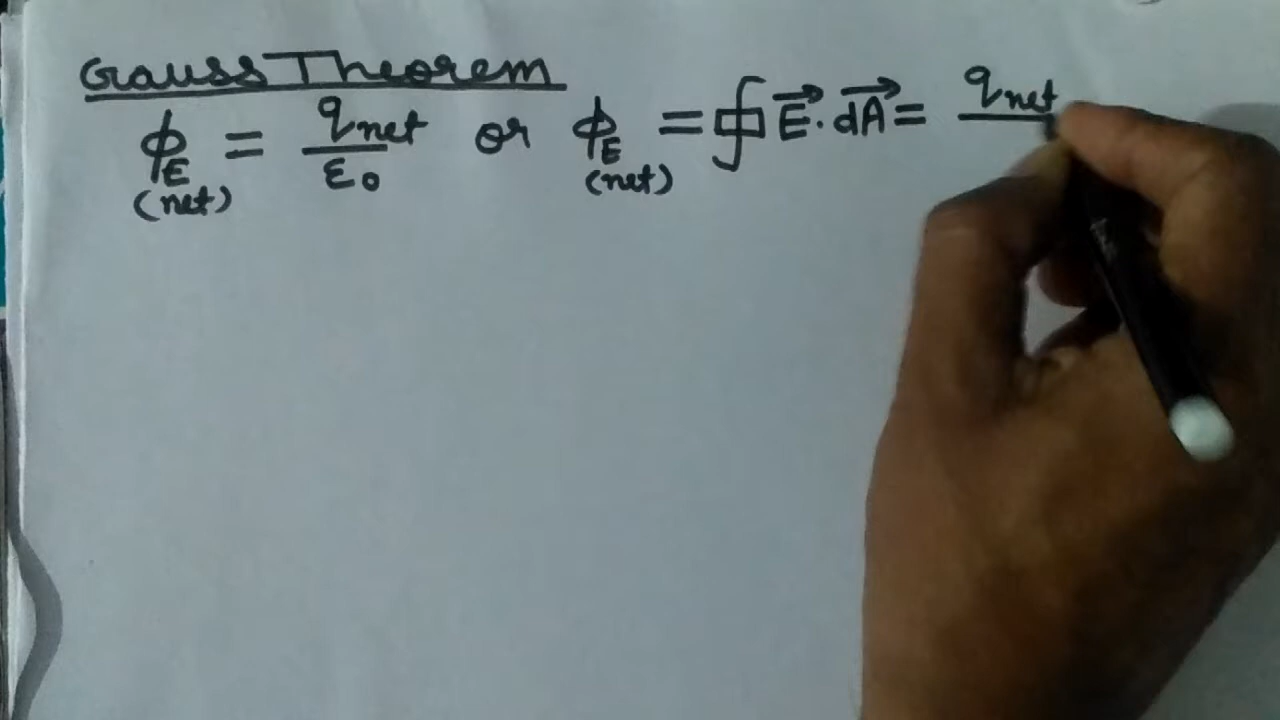 Gauss Theorem
ϕE (net) = qnet/ε0 or ϕE (net) = ∯ E⃗ . dA⃗ = qnet